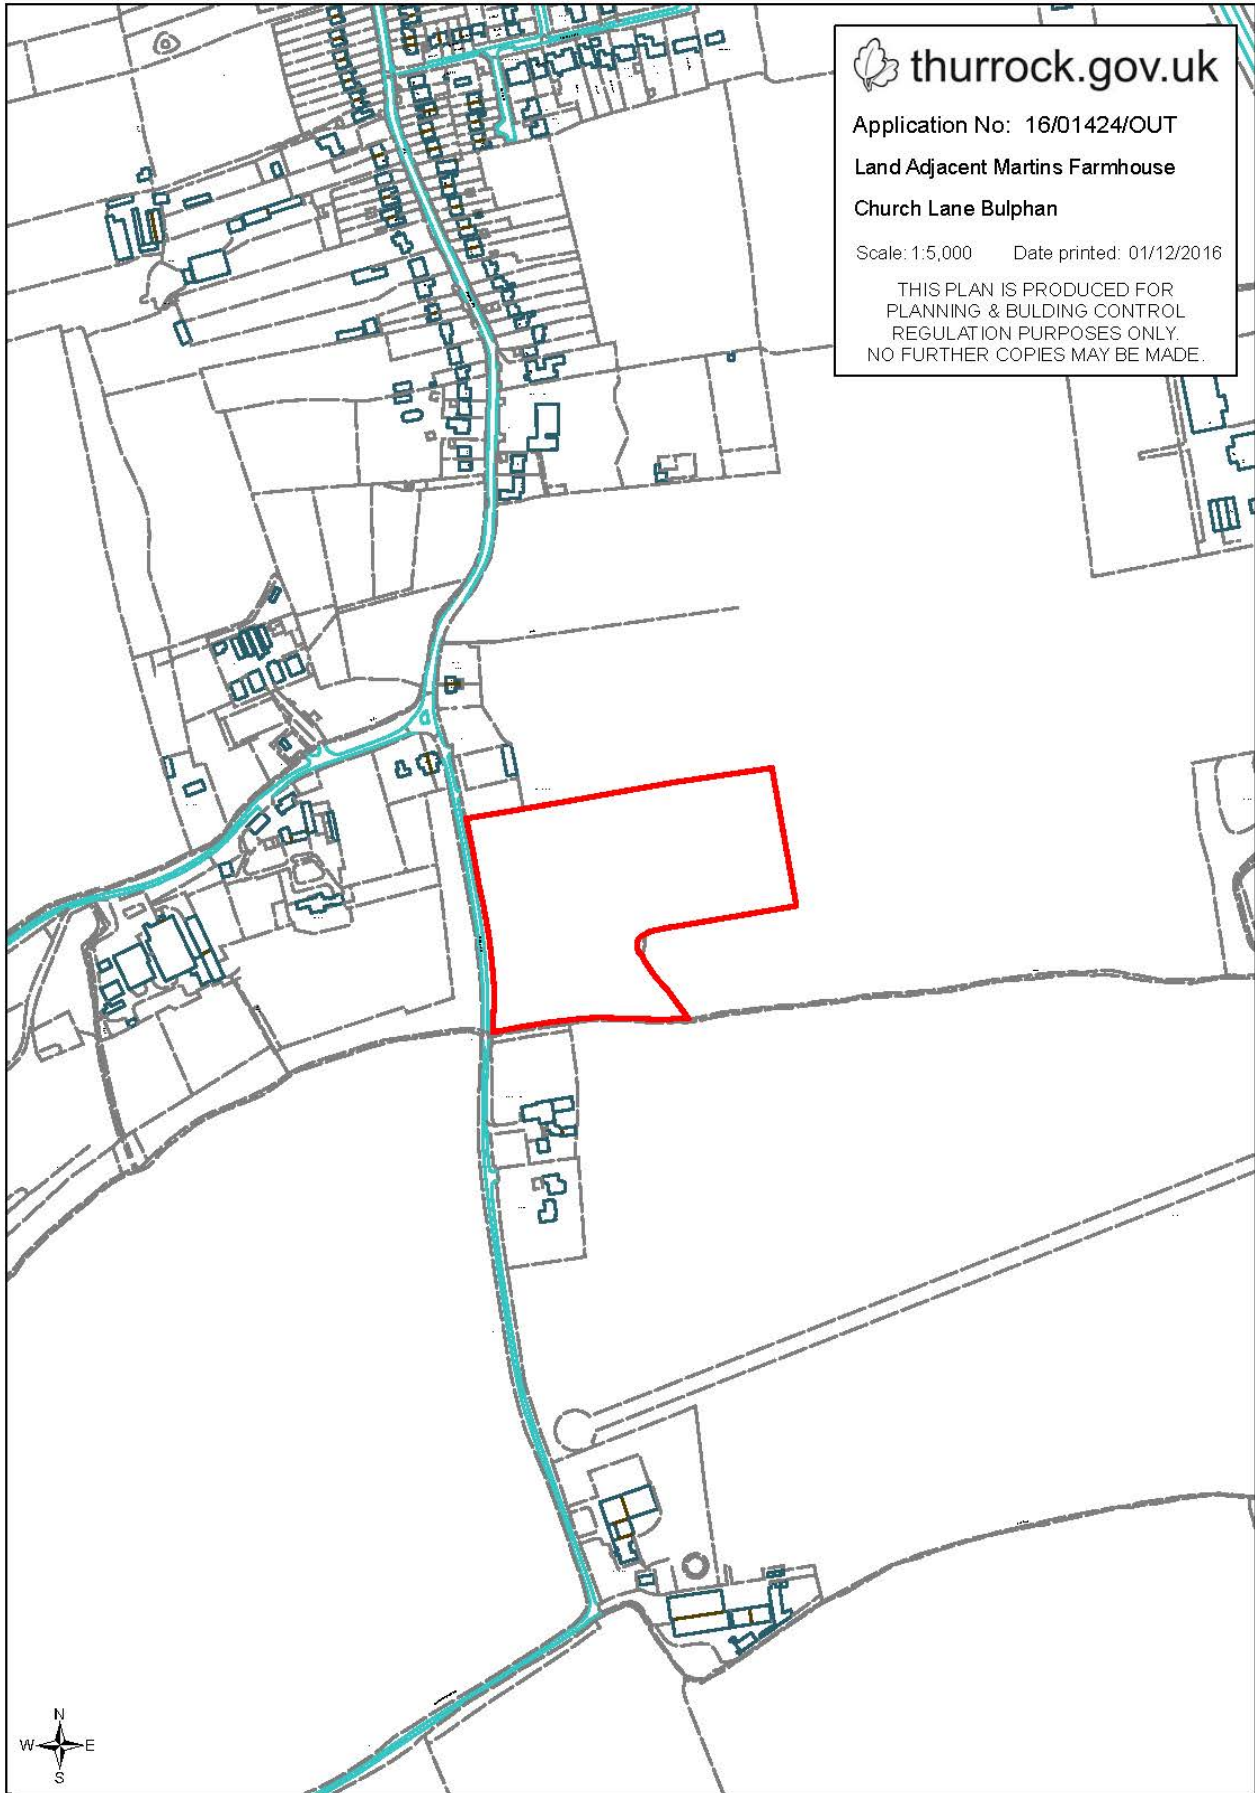 thurrock.gov.uk
Application No: 16/01424/OUT
Land Adjacent Martins Farmhouse
Church Lane Bulphan
Scale: 1:5,000 Date printed: 01/12/2016
THIS PLAN IS PRODUCED FOR
PLANNING & BULDING CONTROL
REGULATION PURPOSES ONLY.
NO FURTHER COPIES MAY BE MADE.
N
W E
S